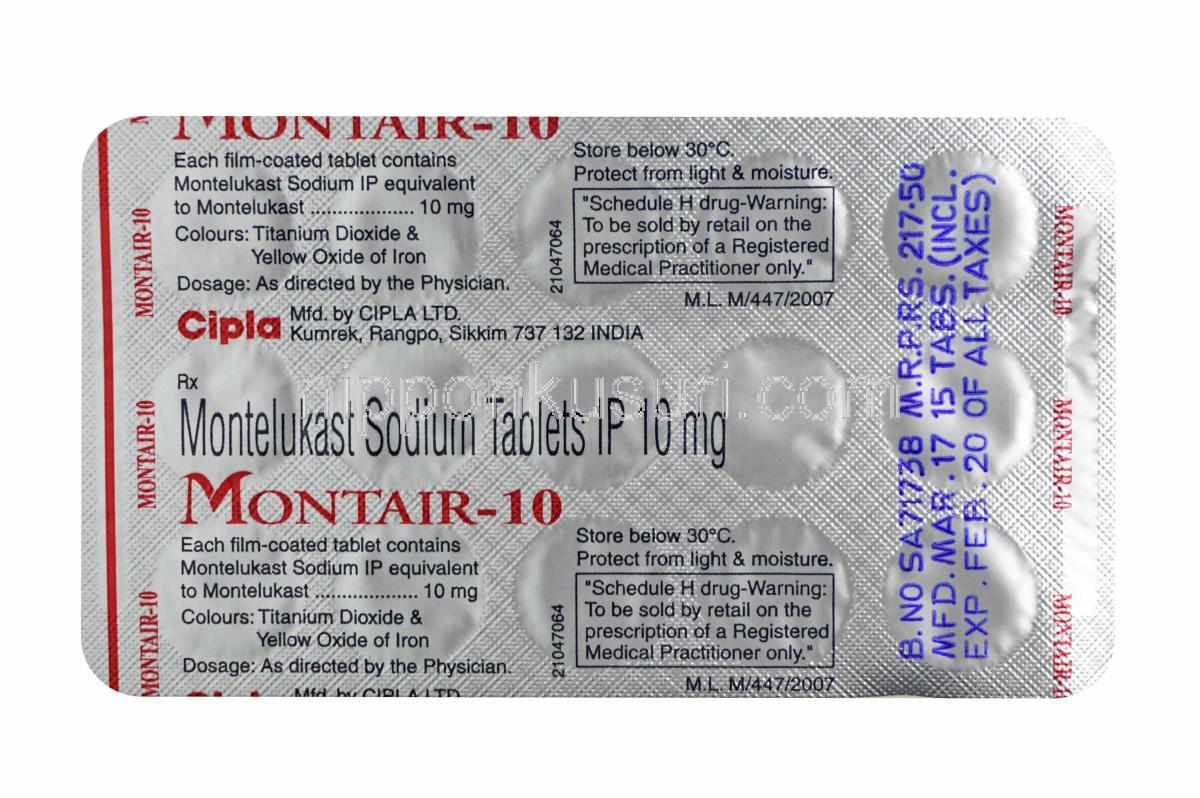 MONTAIR-10
Each film-coated tablet contains
Montelukast Sodium IP equivalent
to Montelukast .................. 10 mg
Colours: Titanium Dioxide &
Yellow Oxide of Iron
Dosage: As directed by the Physician.
Store below 30°C.
Protect from light & moisture.
"Schedule H drug-Warning:
To be sold by retail on the
prescription of a Registered
Medical Practitioner only."
21047064
M.L. M/447/2007
Cipla
Mfd. by CIPLA LTD.
Kumrek, Rangpo, Sikkim 737 132 INDIA
Rx
nipponkusuri.com
Montelukast Sodium Tablets IP 10 mg
MONTAIR-10
Each film-coated tablet contains
Montelukast Sodium IP equivalent
to Montelukast .................. 10 mg
Colours: Titanium Dioxide &
Yellow Oxide of Iron
Dosage: As directed by the Physician.
Store below 30°C.
Protect from light & moisture.
"Schedule H drug-Warning:
To be sold by retail on the
prescription of a Registered
Medical Practitioner only."
21047064
M.L. M/447/2007
Cipla
Mfd. by CIPLA LTD.
MONTAIR-10
MONTAIR-10
MONTAIR-10
B. NO SA71738 M.R.P.RS. 217.50
MFD. MAR. 17 15 TABS. (INCL.
EXP. FEB. 20 OF ALL TAXES)
MONTAIR-10
MONTAIR-10
MONTAIR-1